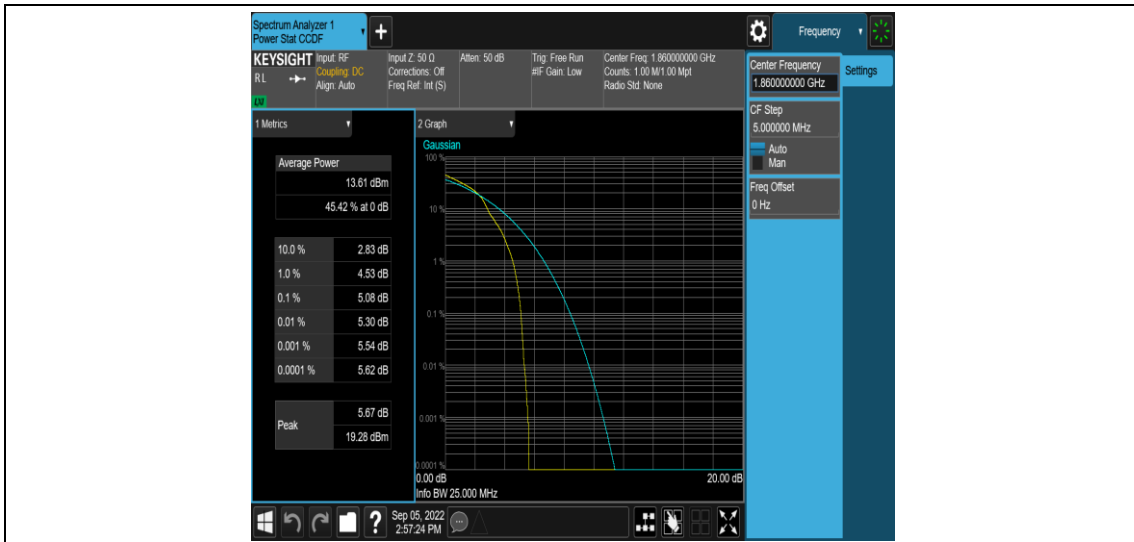 Spectrum Analyzer 1
Power Stat CCDF
Frequency
KEYSIGHT
RL
LXI
Input: RF
Coupling: DC
Align: Auto
Input Z: 50 Ω
Corrections: Off
Freq Ref: Int (S)
Atten: 50 dB
Trig: Free Run
#IF Gain: Low
Center Freq: 1.860000000 GHz
Counts: 1.00 M/1.00 Mpt
Radio Std: None
Center Frequency
1.860000000 GHz
Settings
CF Step
5.000000 MHz
Auto
Man
Freq Offset
0 Hz
1 Metrics
Average Power
13.61 dBm
45.42 % at 0 dB
10.0 % 2.83 dB
1.0 % 4.53 dB
0.1 % 5.08 dB
0.01 % 5.30 dB
0.001 % 5.54 dB
0.0001 % 5.62 dB
Peak
5.67 dB
19.28 dBm
2 Graph
Gaussian
100 %
10 %
1 %
0.1 %
0.01 %
0.001 %
0.0001 %
0.00 dB 20.00 dB
Info BW 25.000 MHz
?
Sep 05, 2022
2:57:24 PM